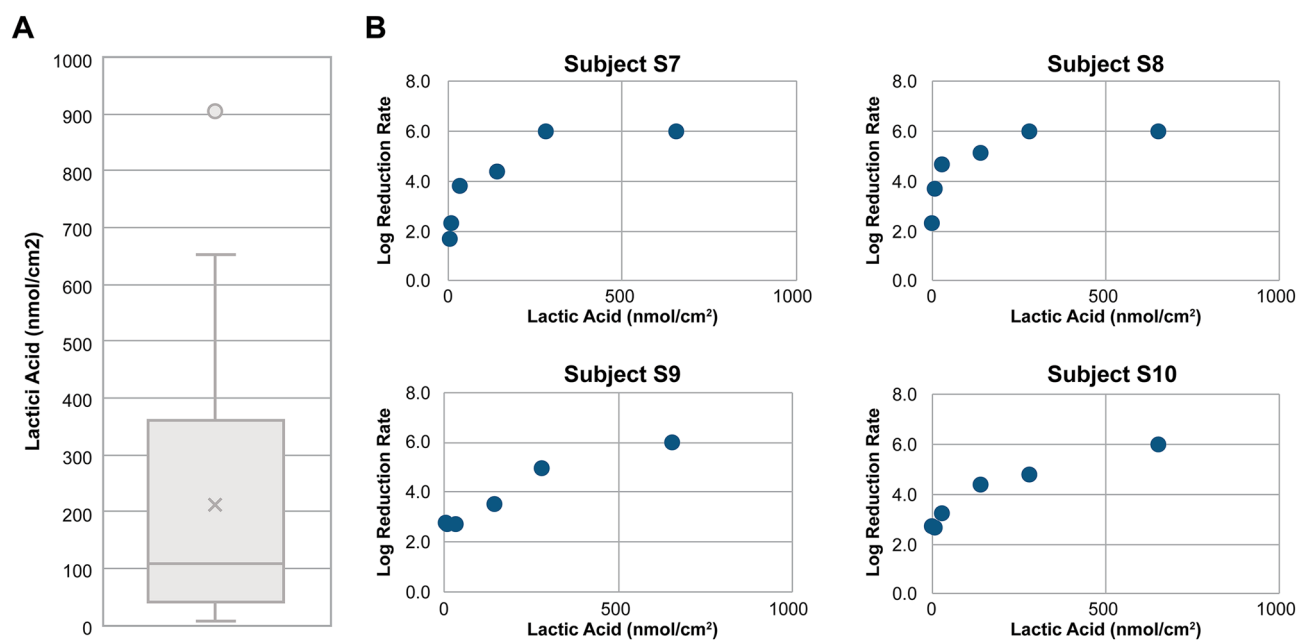 A
Lactici Acid (nmol/cm2)
1000
900
800
700
600
500
400
300
200
100
0
B
Subject S7
Log Reduction Rate
8.0
6.0
4.0
2.0
0.0
0 500 1000
Lactic Acid (nmol/cm²)
Subject S8
Log Reduction Rate
8.0
6.0
4.0
2.0
0.0
0 500 1000
Lactic Acid (nmol/cm²)
Subject S9
Log Reduction Rate
8.0
6.0
4.0
2.0
0.0
0 500 1000
Lactic Acid (nmol/cm²)
Subject S10
Log Reduction Rate
8.0
6.0
4.0
2.0
0.0
0 500 1000
Lactic Acid (nmol/cm²)